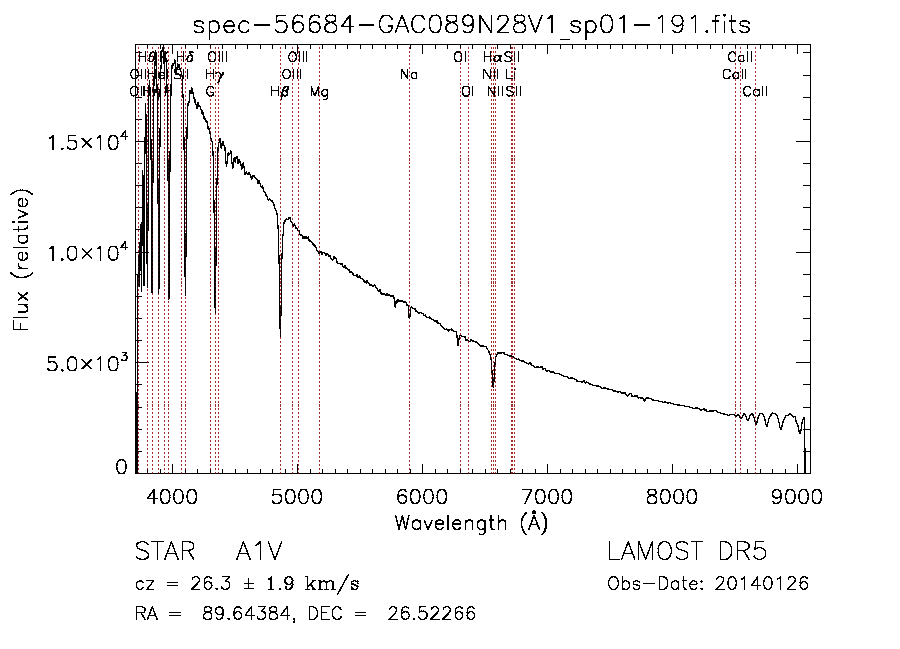 spec-56684-GAC089N28V1_sp01-191.fits
Hδ OIII OIII OI Hα SII CaII
SII Hγ OIII Na NII Li CaII
G Hβ Mg OI NII SII CaII
1.5×10⁴
1.0×10⁴
5.0×10³
0
Flux (relative)
4000 5000 6000 7000 8000 9000
Wavelength (Å)
STAR A1V LAMOST DR5
cz = 26.3 ± 1.9 km/s Obs-Date: 20140126
RA = 89.64384, DEC = 26.52266